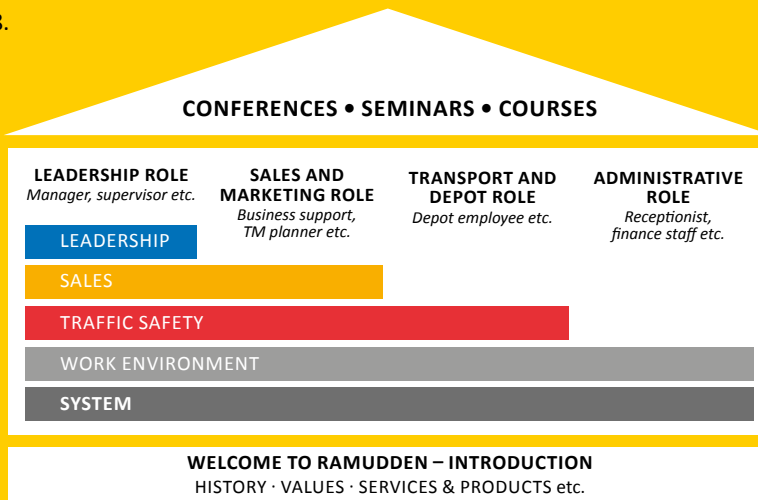 3.
CONFERENCES • SEMINARS • COURSES
LEADERSHIP ROLE
Manager, supervisor etc.
SALES AND
MARKETING ROLE
Business support,
TM planner etc.
TRANSPORT AND
DEPOT ROLE
Depot employee etc.
ADMINISTRATIVE
ROLE
Receptionist,
finance staff etc.
LEADERSHIP
SALES
TRAFFIC SAFETY
WORK ENVIRONMENT
SYSTEM
WELCOME TO RAMUDDEN – INTRODUCTION
HISTORY · VALUES · SERVICES & PRODUCTS etc.